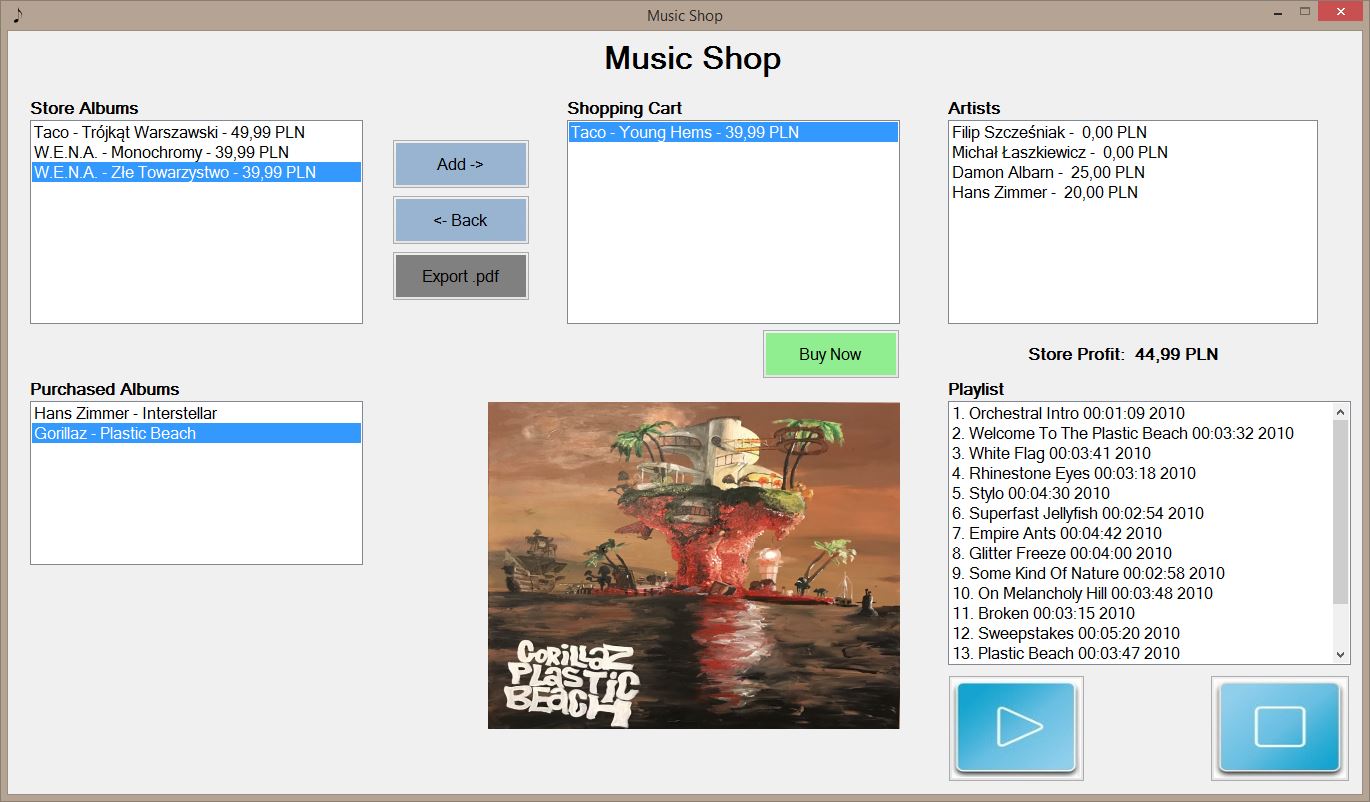 Music Shop
Music Shop
Store Albums
Taco - Trójkąt Warszawski - 49,99 PLN
W.E.N.A. - Monochromy - 39,99 PLN
W.E.N.A. - Złe Towarzystwo - 39,99 PLN
Add ->
<- Back
Export .pdf
Shopping Cart
Taco - Young Hems - 39,99 PLN
Buy Now
Artists
Filip Szcześniak -  0,00 PLN
Michał Łaszkiewicz -  0,00 PLN
Damon Albarn -  25,00 PLN
Hans Zimmer -  20,00 PLN
Store Profit:  44,99 PLN
Purchased Albums
Hans Zimmer - Interstellar
Gorillaz - Plastic Beach
GORILLAZ
PLASTIC
BEACH
Playlist
1. Orchestral Intro 00:01:09 2010
2. Welcome To The Plastic Beach 00:03:32 2010
3. White Flag 00:03:41 2010
4. Rhinestone Eyes 00:03:18 2010
5. Stylo 00:04:30 2010
6. Superfast Jellyfish 00:02:54 2010
7. Empire Ants 00:04:42 2010
8. Glitter Freeze 00:04:00 2010
9. Some Kind Of Nature 00:02:58 2010
10. On Melancholy Hill 00:03:48 2010
11. Broken 00:03:15 2010
12. Sweepstakes 00:05:20 2010
13. Plastic Beach 00:03:47 2010